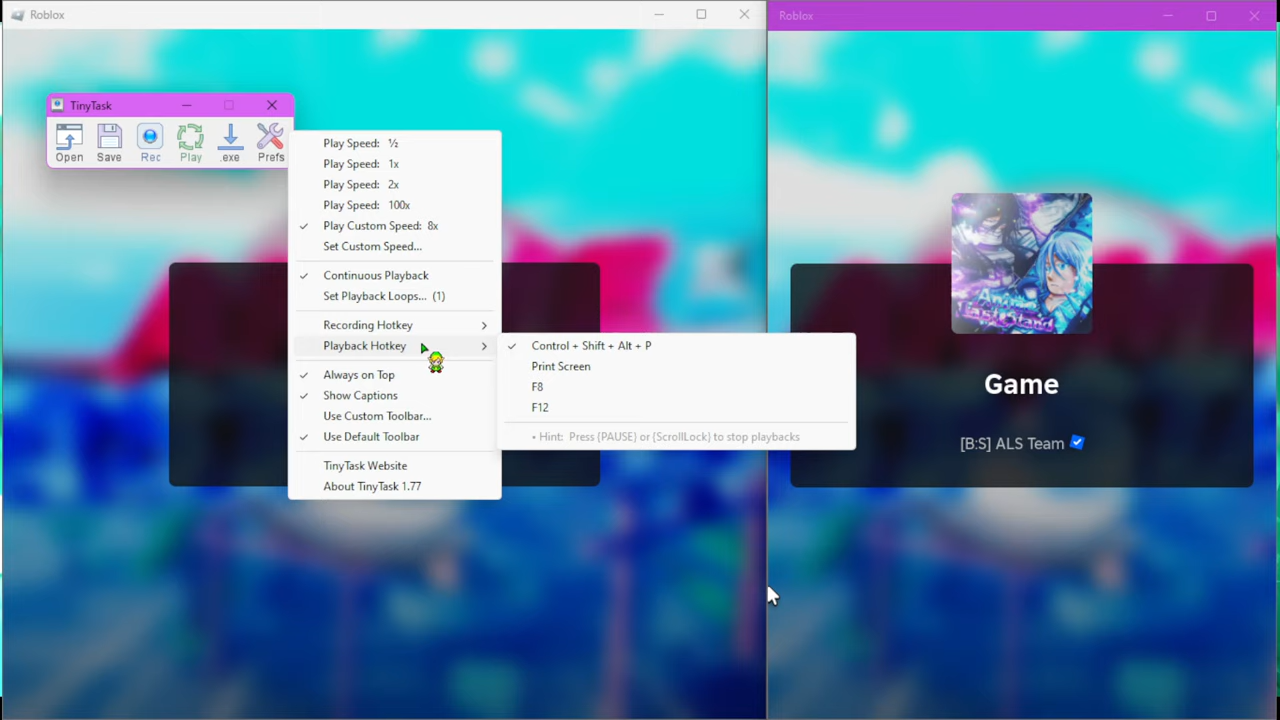 Roblox
Roblox
TinyTask
Open Save Rec Play .exe Prefs
Play Speed: ½
Play Speed: 1x
Play Speed: 2x
Play Speed: 100x
✓ Play Custom Speed: 8x
Set Custom Speed...
✓ Continuous Playback
Set Playback Loops... (1)
Recording Hotkey
Playback Hotkey
✓ Always on Top
✓ Show Captions
Use Custom Toolbar...
✓ Use Default Toolbar
TinyTask Website
About TinyTask 1.77
✓ Control + Shift + Alt + P
Print Screen
F8
F12
• Hint: Press {PAUSE} or {ScrollLock} to stop playbacks
Anime
Last Stand
Game
[B:S] ALS Team